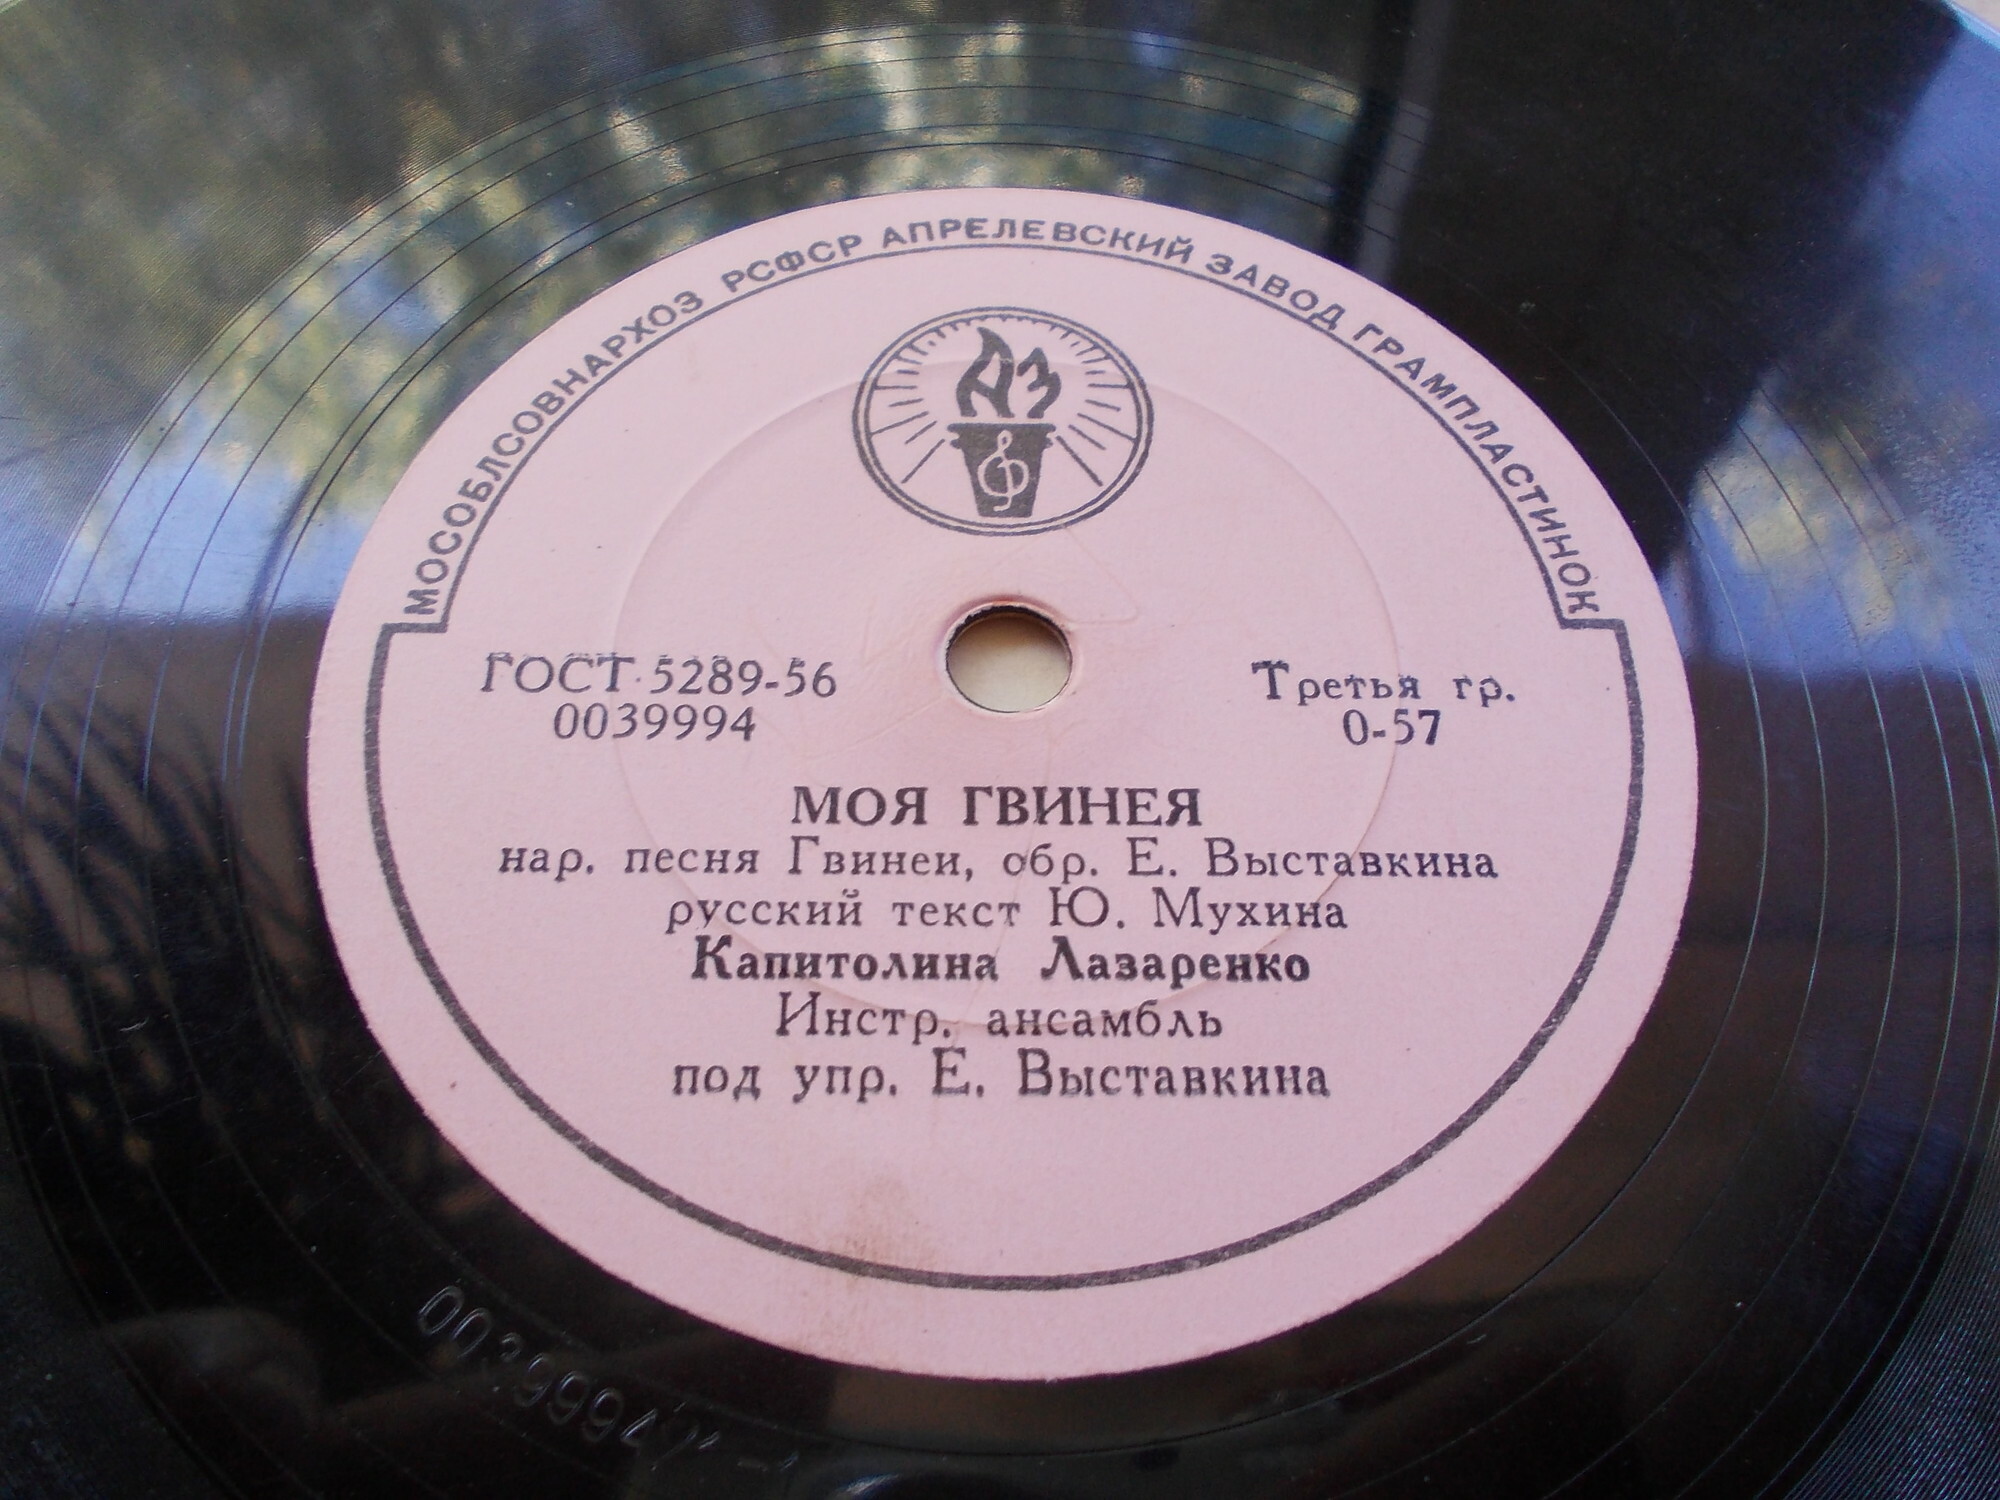 МОСОБЛСОВНАРХОЗ РСФСР АПРЕЛЕВСКИЙ ЗАВОД ГРАМПЛАСТИНОК
АЗ
ГОСТ 5289-56
0039994
Третья гр.
0-57
МОЯ ГВИНЕЯ
нар. песня Гвинеи, обр. Е. Выставкина
русский текст Ю. Мухина
Капитолина Лазаренко
Инстр. ансамбль
под упр. Е. Выставкина